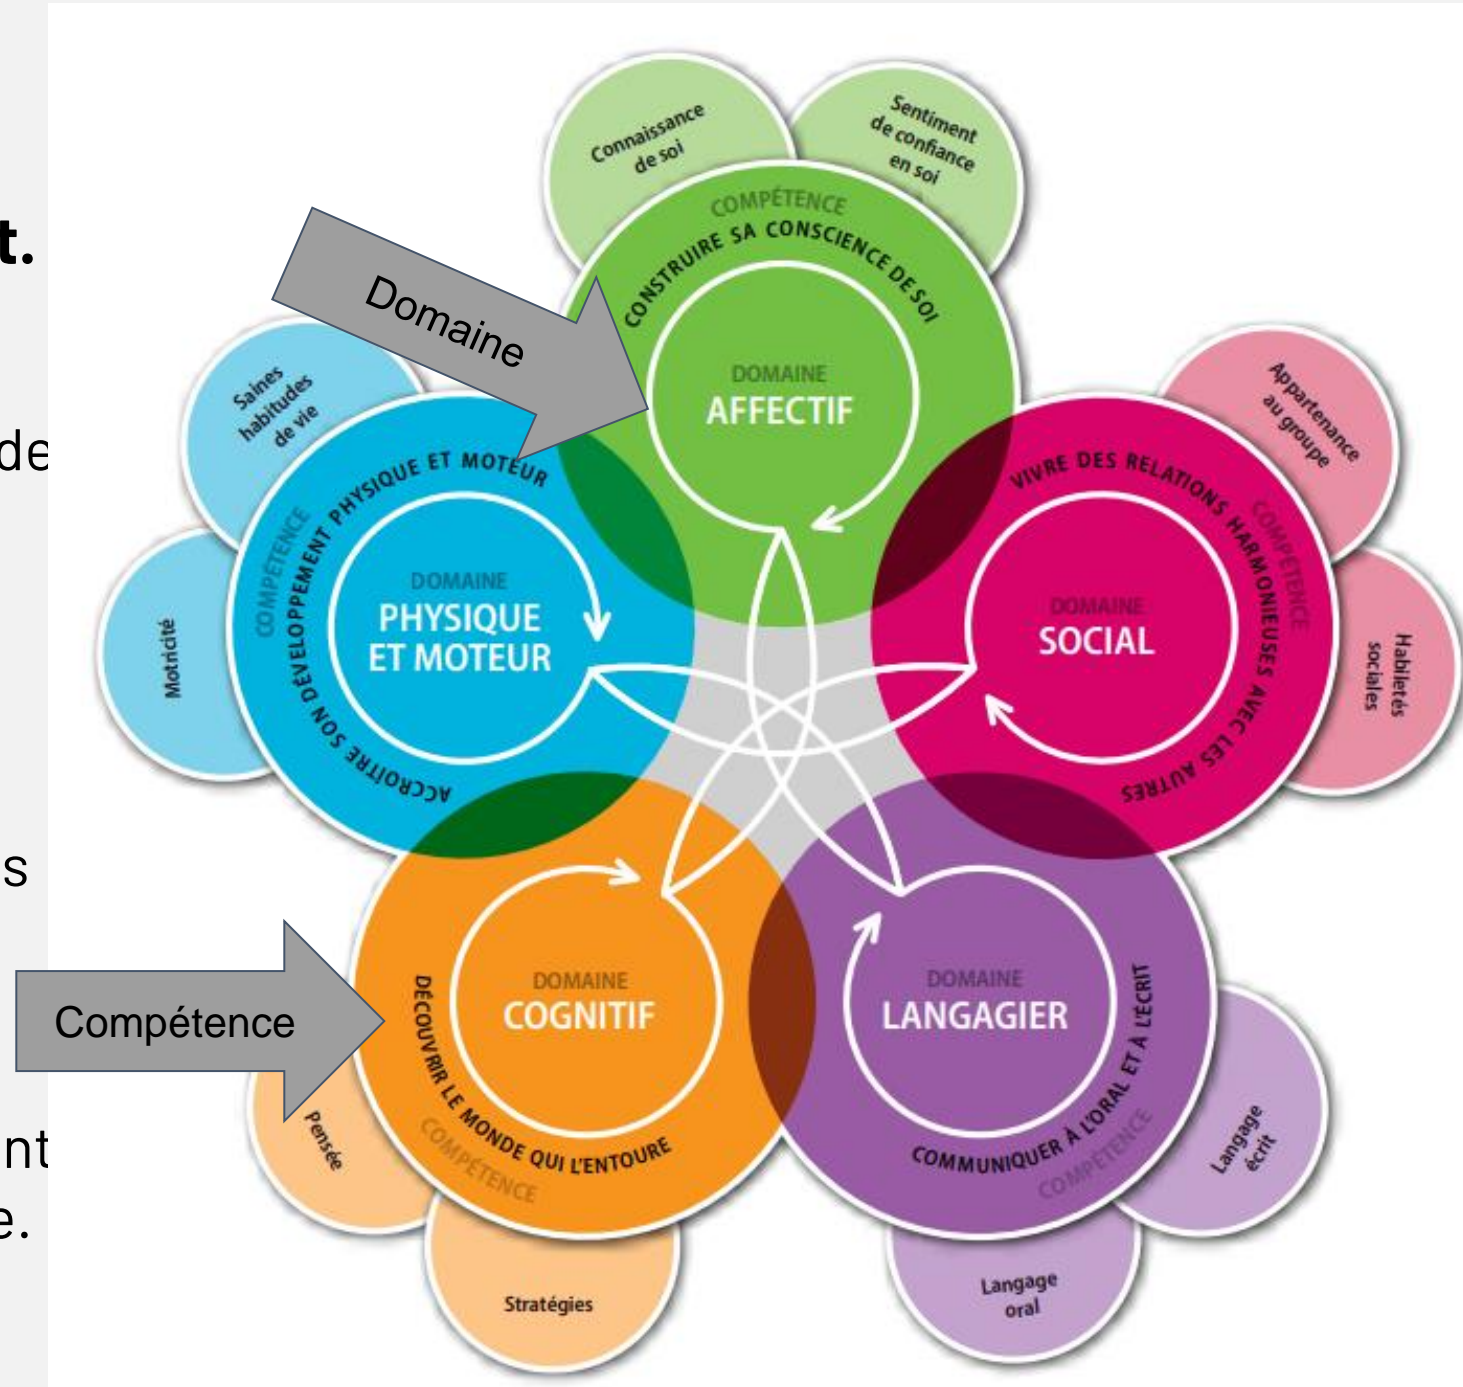 t.
de
s
nt
e.
Connaissance
de soi
Sentiment
de confiance
en soi
COMPÉTENCE
CONSTRUIRE SA CONSCIENCE DE SOI
DOMAINE
AFFECTIF
Domaine
Saines
habitudes
de vie
Motricité
COMPÉTENCE
ACCROÎTRE SON DÉVELOPPEMENT PHYSIQUE ET MOTEUR
DOMAINE
PHYSIQUE
ET MOTEUR
Appartenance
au groupe
Habiletés
sociales
COMPÉTENCE
VIVRE DES RELATIONS HARMONIEUSES AVEC LES AUTRES
DOMAINE
SOCIAL
Compétence
DOMAINE
COGNITIF
DÉCOUVRIR LE MONDE QUI L'ENTOURE
COMPÉTENCE
Pensée
Stratégies
DOMAINE
LANGAGIER
COMMUNIQUER À L'ORAL ET À L'ÉCRIT
COMPÉTENCE
Langage
écrit
Langage
oral